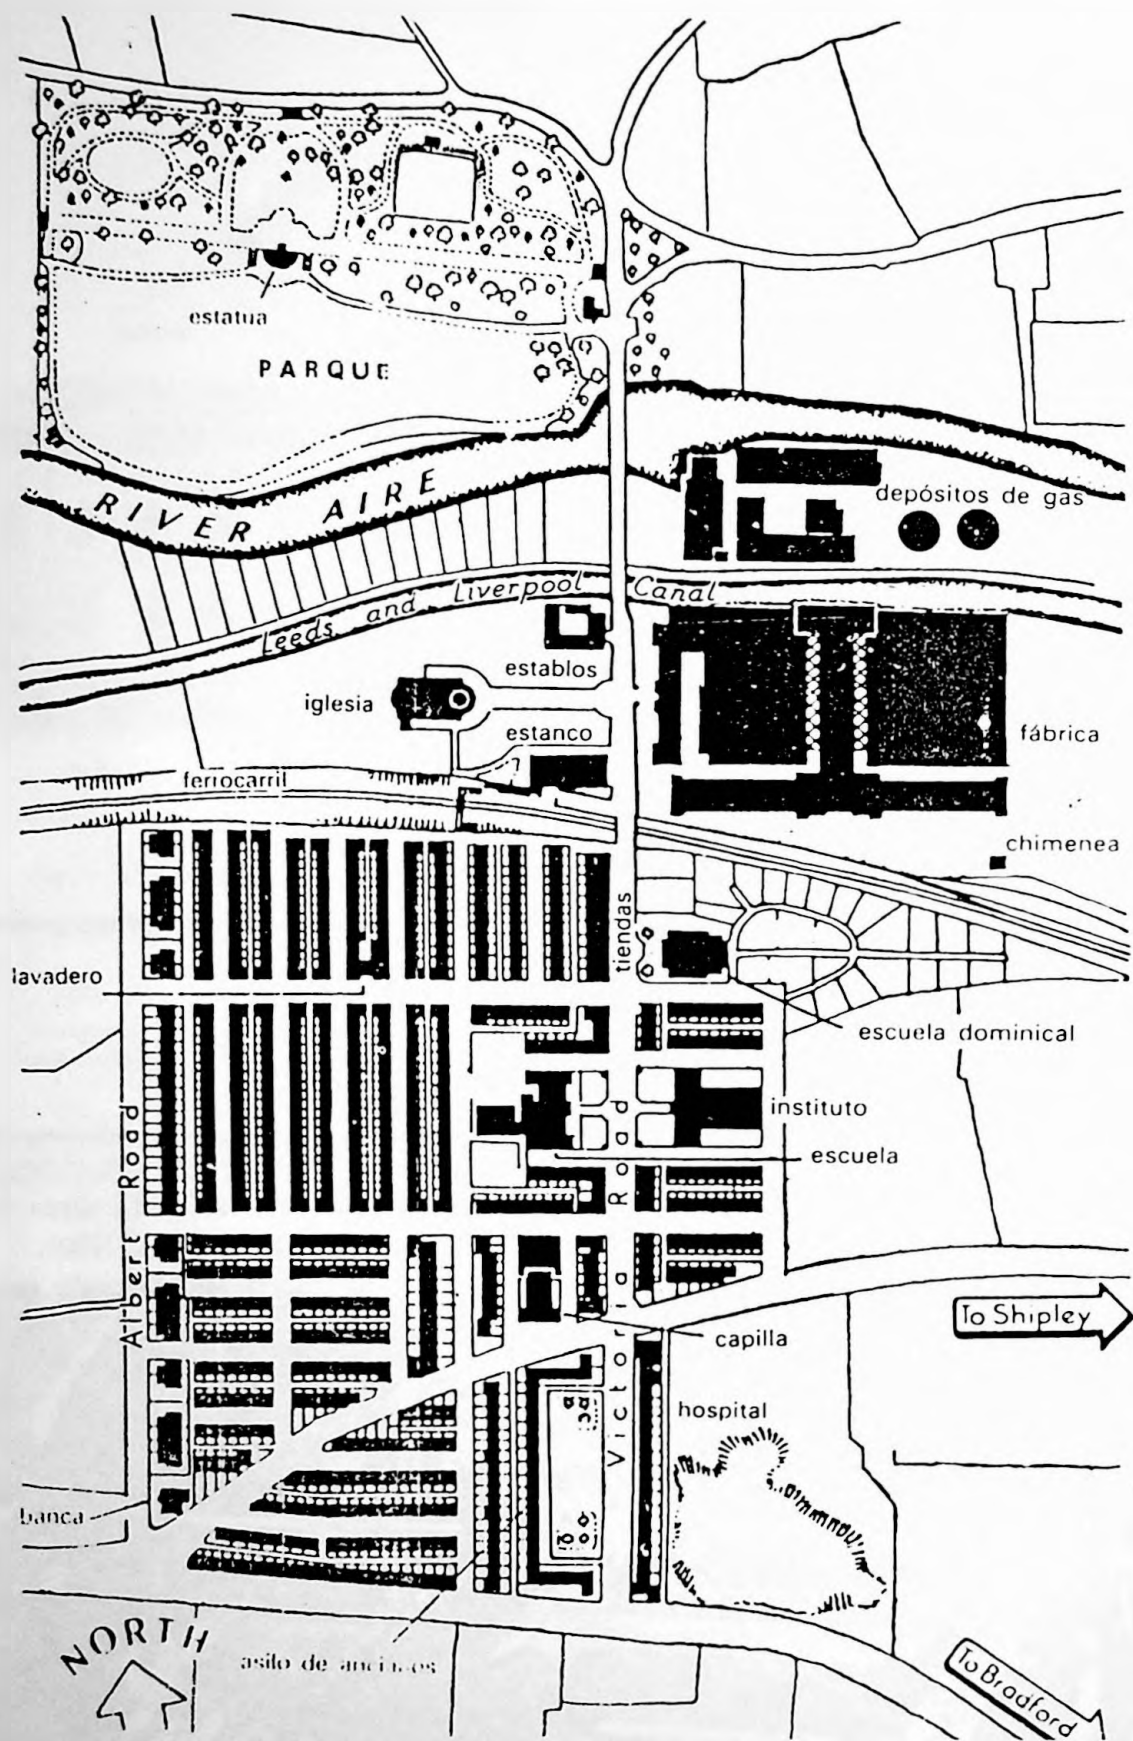 estatua
PARQUE
RIVER AIRE
depósitos de gas
Leeds and Liverpool Canal
establos
iglesia
estanco
fábrica
ferrocarril
chimenea
tiendas
lavadero
escuela dominical
instituto
escuela
Albert Road
Victoria Road
To Shipley
capilla
hospital
banca
NORTH
asilo de ancianos
To Bradford